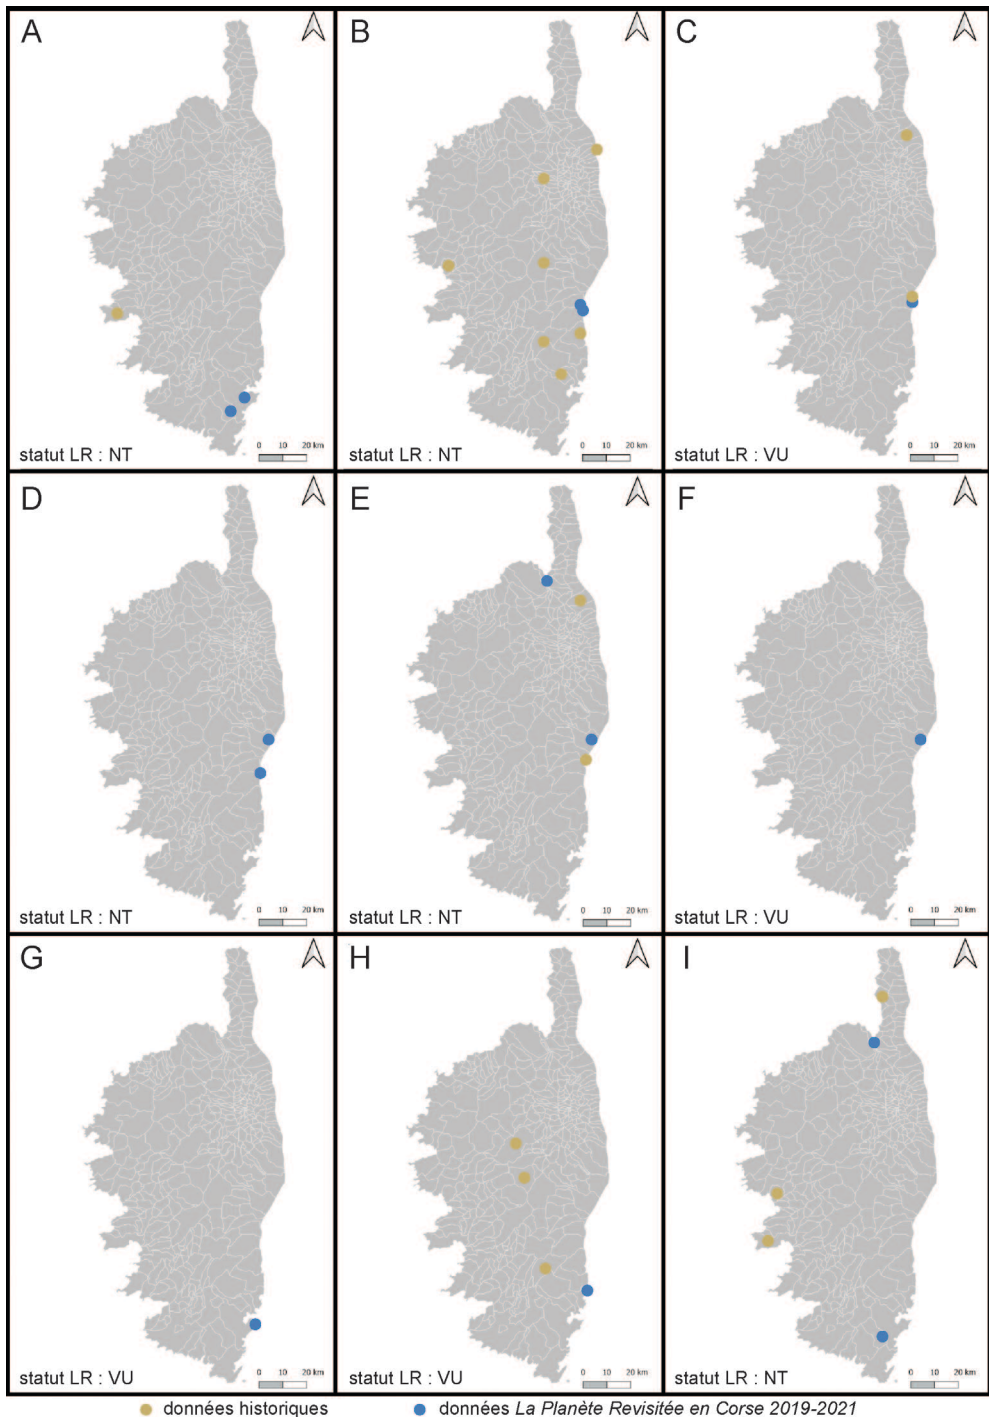 A
B
C
statut LR : NT
0 10 20 km
statut LR : NT
0 10 20 km
statut LR : VU
0 10 20 km
D
E
F
statut LR : NT
0 10 20 km
statut LR : NT
0 10 20 km
statut LR : VU
0 10 20 km
G
H
I
statut LR : VU
0 10 20 km
statut LR : VU
0 10 20 km
statut LR : NT
0 10 20 km
données historiques
données La Planète Revisitée en Corse 2019-2021